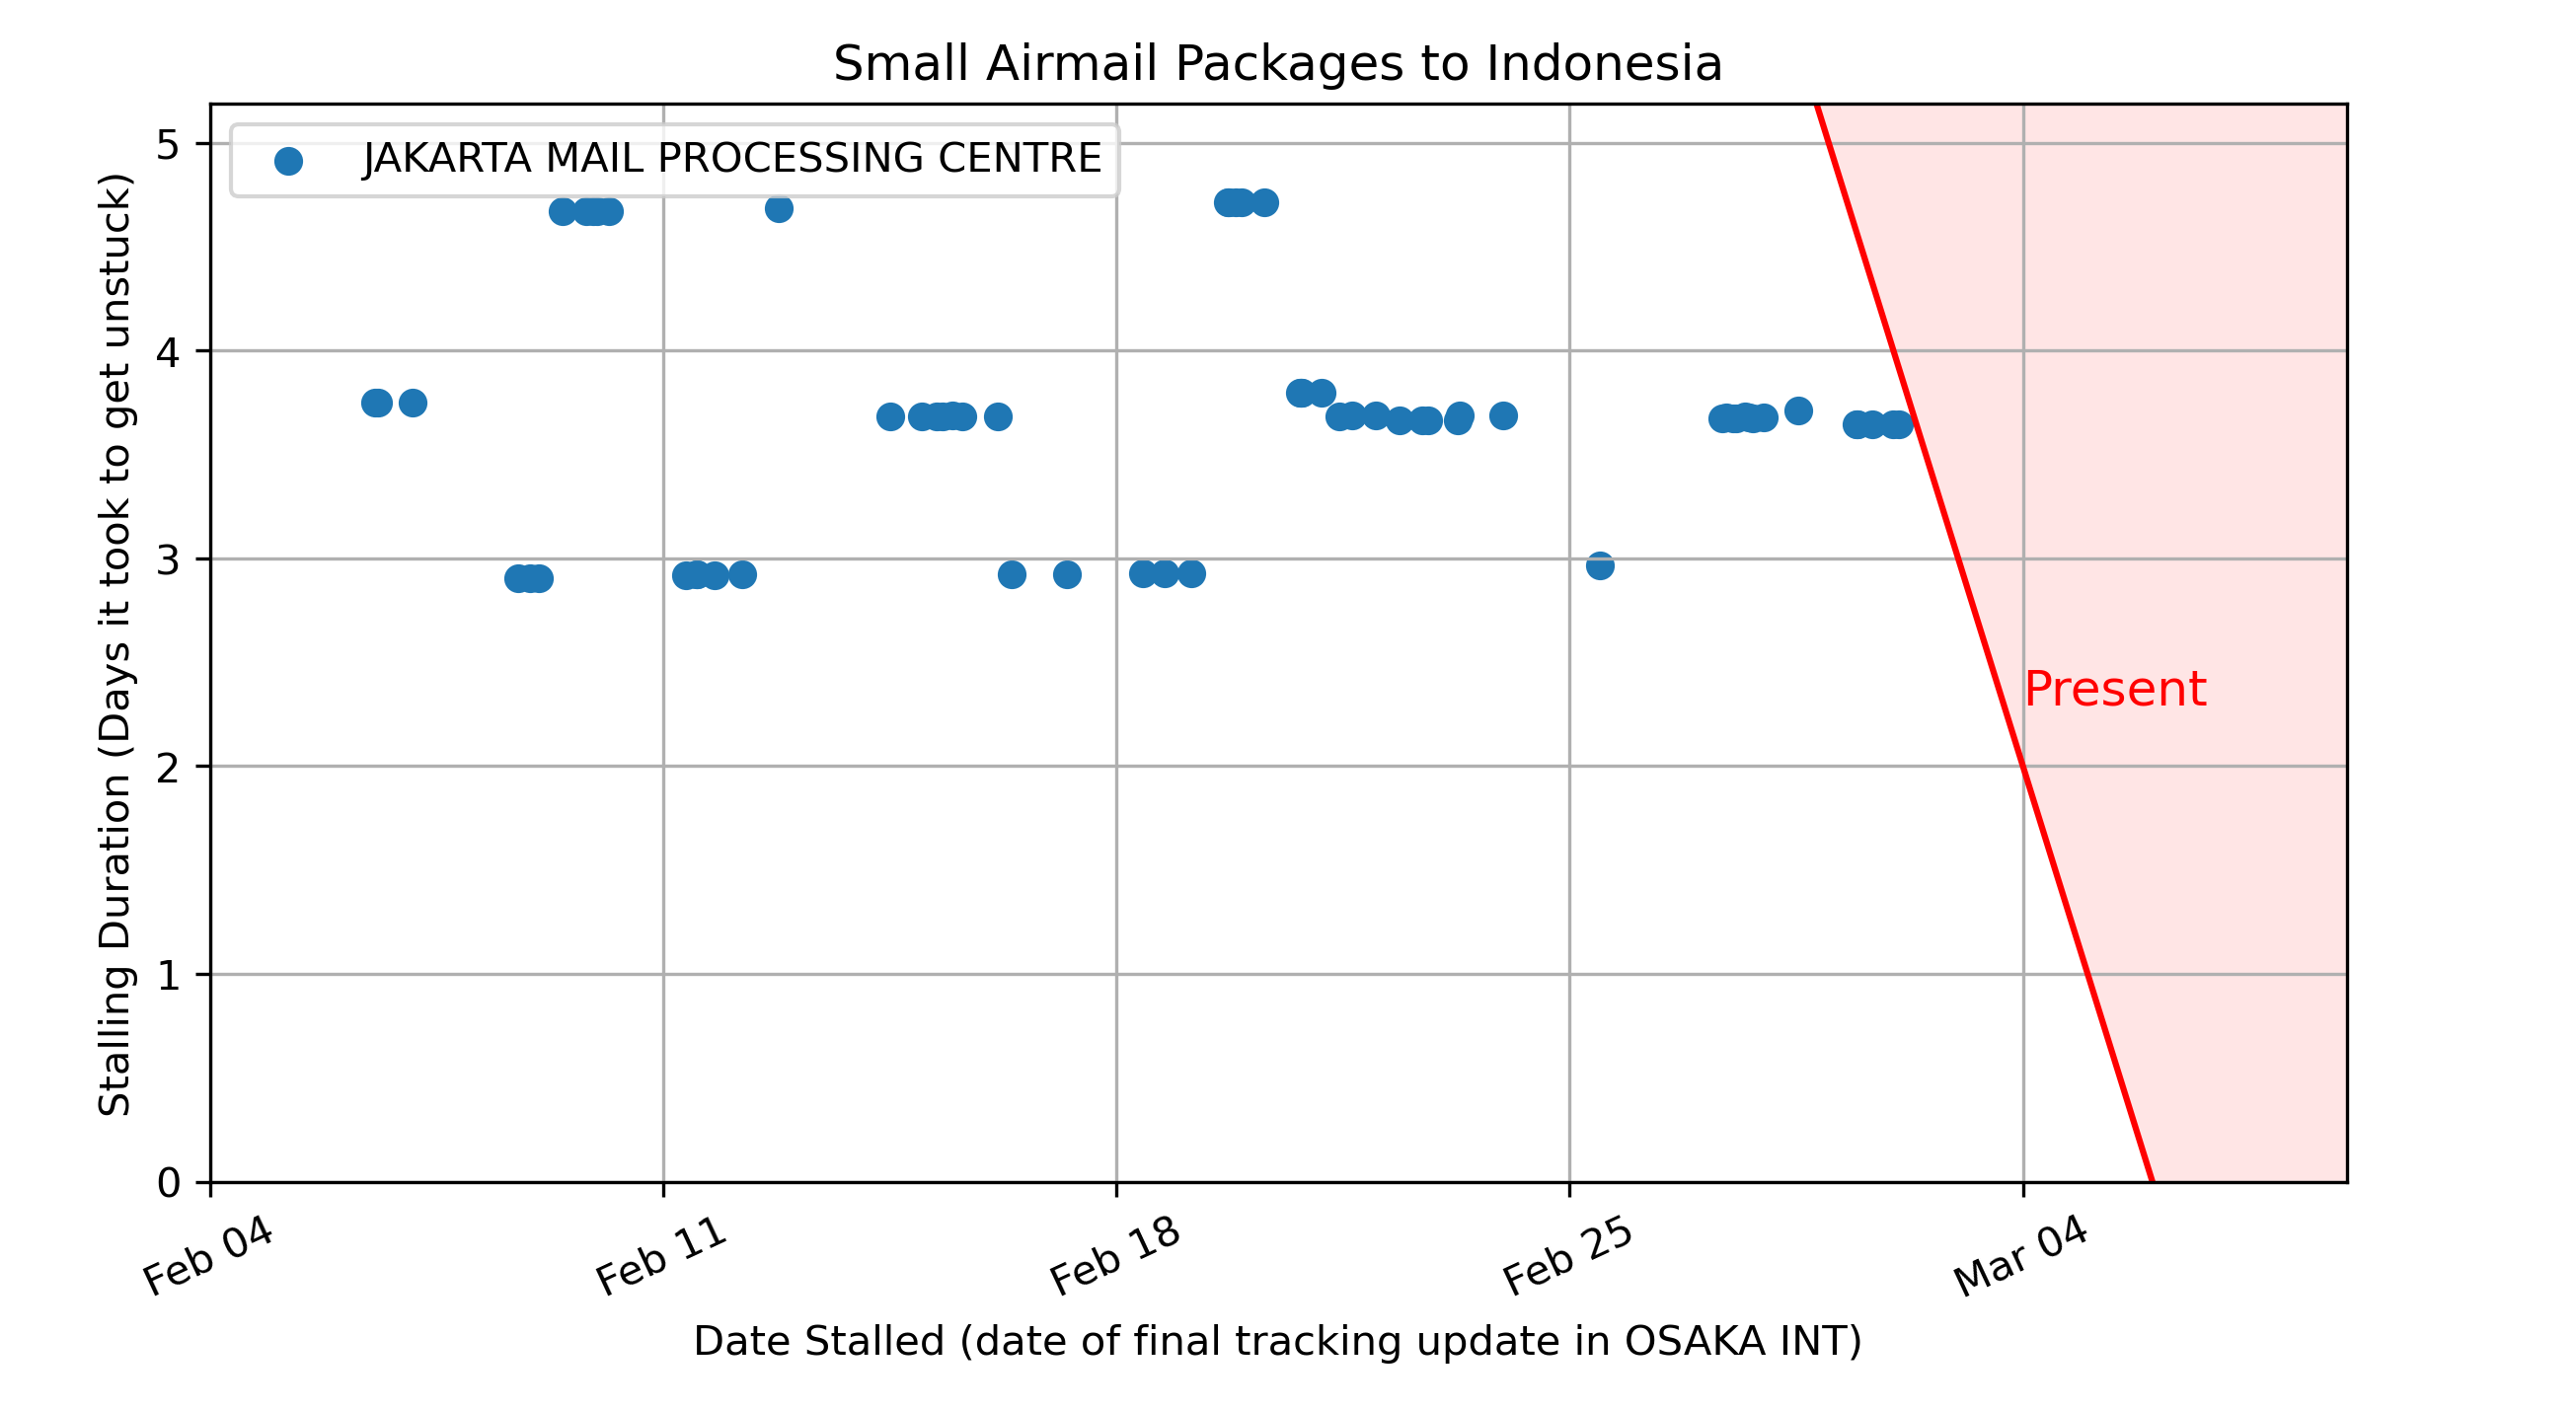 Small Airmail Packages to Indonesia
JAKARTA MAIL PROCESSING CENTRE
Stalling Duration (Days it took to get unstuck)
5
4
3
2
1
0
Present
Feb 04
Feb 11
Feb 18
Feb 25
Mar 04
Date Stalled (date of final tracking update in OSAKA INT)